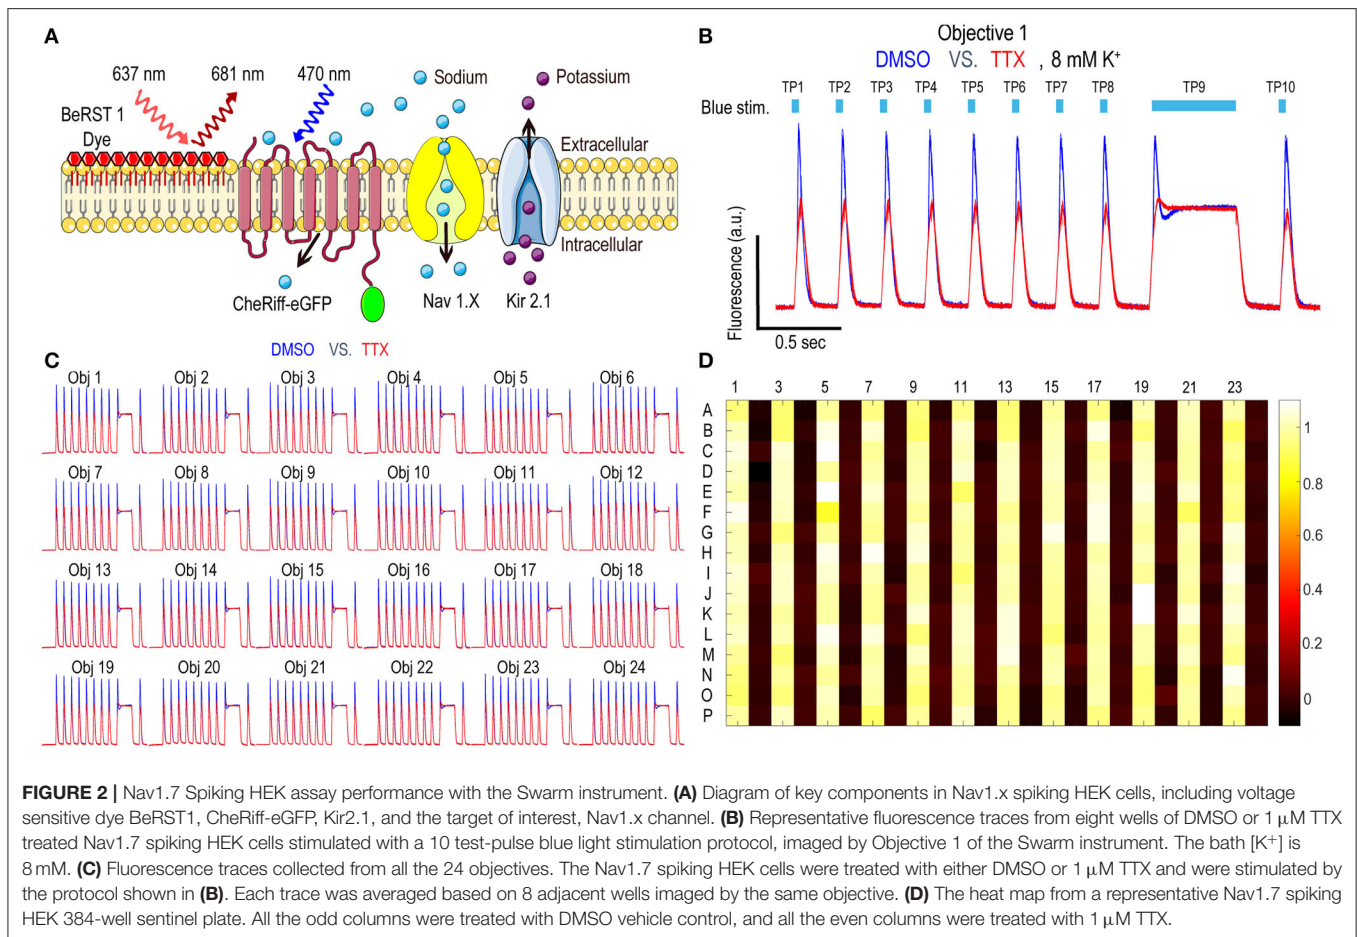 A
637 nm 681 nm 470 nm
Sodium
Potassium
BeRST 1
Dye
Extracellular
Intracellular
CheRiff-eGFP
Nav 1.X
Kir 2.1
B
Objective 1
DMSO VS. TTX , 8 mM K⁺
TP1 TP2 TP3 TP4 TP5 TP6 TP7 TP8 TP9 TP10
Blue stim.
Fluorescence (a.u.)
0.5 sec
C
DMSO VS. TTX
Obj 1 Obj 2 Obj 3 Obj 4 Obj 5 Obj 6
Obj 7 Obj 8 Obj 9 Obj 10 Obj 11 Obj 12
Obj 13 Obj 14 Obj 15 Obj 16 Obj 17 Obj 18
Obj 19 Obj 20 Obj 21 Obj 22 Obj 23 Obj 24
D
1 3 5 7 9 11 13 15 17 19 21 23
A
B
C
D
E
F
G
H
I
J
K
L
M
N
O
P
1
0.8
0.6
0.4
0.2
0
FIGURE 2 | Nav1.7 Spiking HEK assay performance with the Swarm instrument. (A) Diagram of key components in Nav1.x spiking HEK cells, including voltage
sensitive dye BeRST1, CheRiff-eGFP, Kir2.1, and the target of interest, Nav1.x channel. (B) Representative fluorescence traces from eight wells of DMSO or 1 μM TTX
treated Nav1.7 spiking HEK cells stimulated with a 10 test-pulse blue light stimulation protocol, imaged by Objective 1 of the Swarm instrument. The bath [K⁺] is
8 mM. (C) Fluorescence traces collected from all the 24 objectives. The Nav1.7 spiking HEK cells were treated with either DMSO or 1 μM TTX and were stimulated by
the protocol shown in (B). Each trace was averaged based on 8 adjacent wells imaged by the same objective. (D) The heat map from a representative Nav1.7 spiking
HEK 384-well sentinel plate. All the odd columns were treated with DMSO vehicle control, and all the even columns were treated with 1 μM TTX.